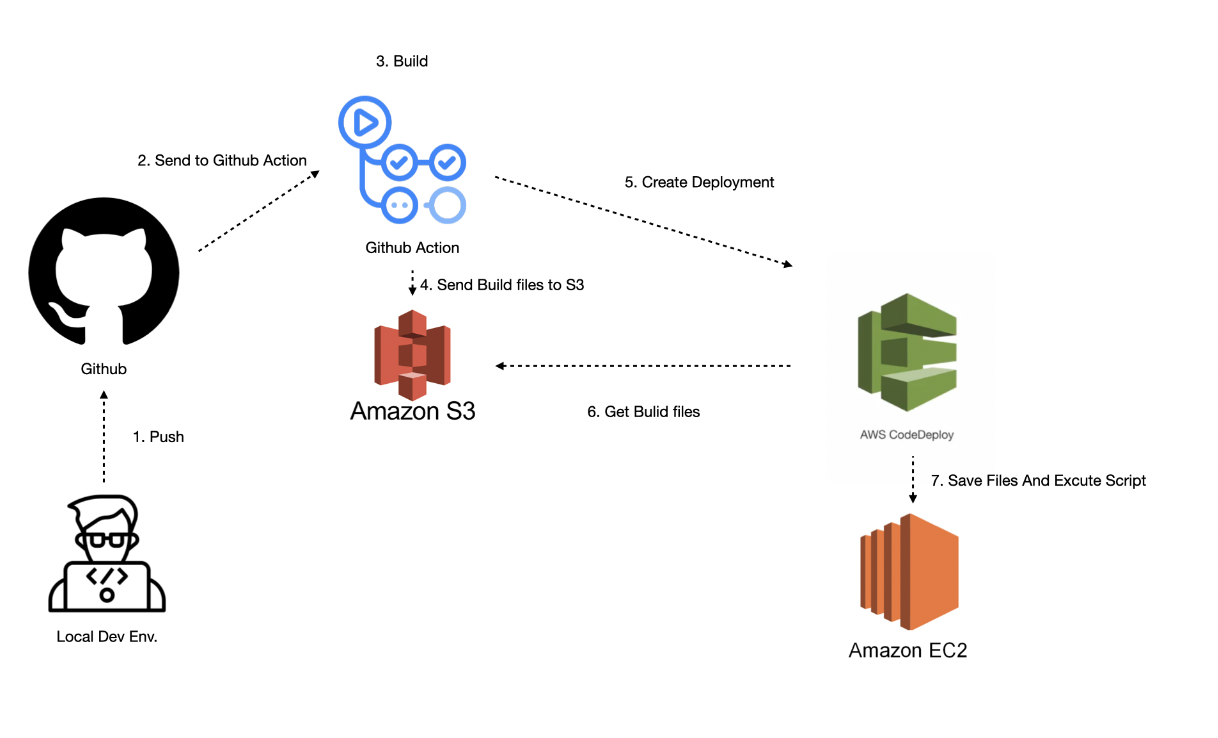 3. Build
2. Send to Github Action
5. Create Deployment
Github Action
4. Send Build files to S3
Github
Amazon S3
6. Get Bulid files
AWS CodeDeploy
1. Push
7. Save Files And Excute Script
Local Dev Env.
Amazon EC2